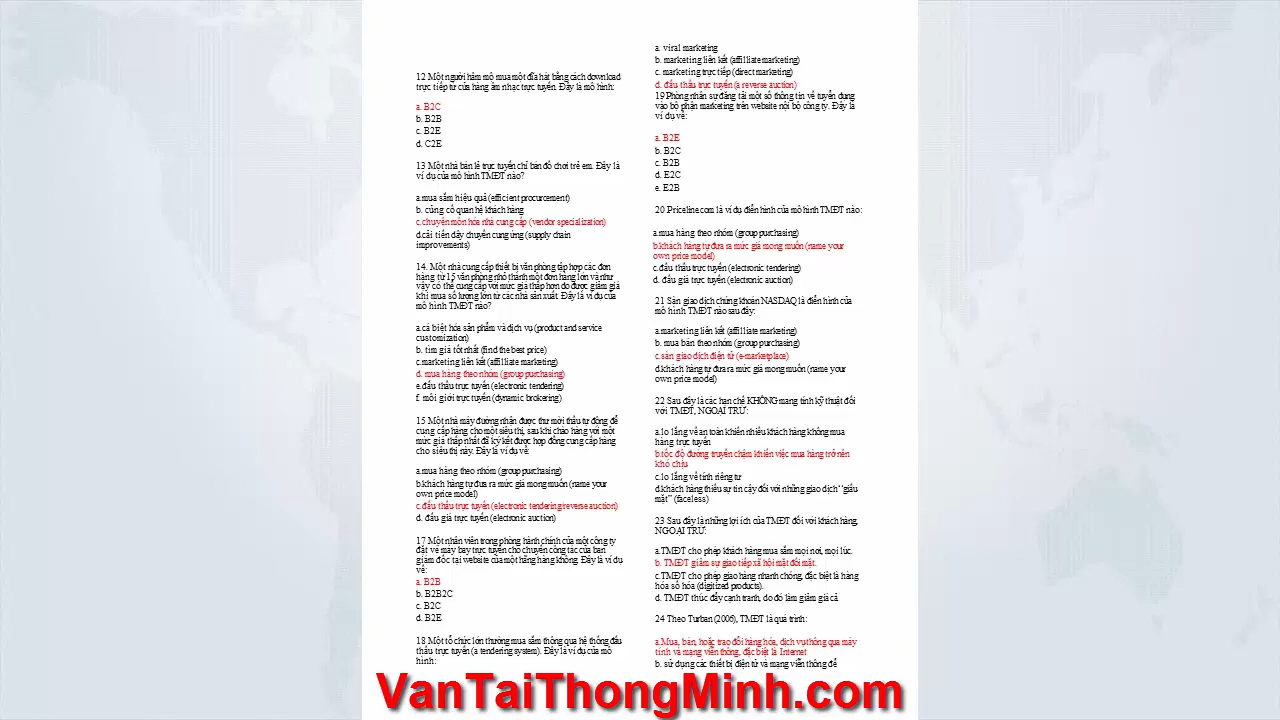 12 Một người hâm mộ mua một đĩa hát bằng cách download
trực tiếp từ cửa hàng âm nhạc trực tuyến. Đây là mô hình:
a. B2C
b. B2B
c. B2E
d. C2E
13 Một nhà bán lẻ trực tuyến chỉ bán đồ chơi trẻ em. Đây là
ví dụ của mô hình TMĐT nào?
a.mua sắm hiệu quả (efficient procurement)
b. củng cố quan hệ khách hàng
c.chuyên môn hóa nhà cung cấp (vendor specialization)
d.cải tiến dây chuyền cung ứng (supply chain
improvements)
14. Một nhà cung cấp thiết bị văn phòng tập hợp các đơn
hàng từ 15 văn phòng nhỏ thành một đơn hàng lớn và như
vậy có thể cung cấp với mức giá thấp hơn do được giảm giá
khi mua số lượng lớn từ các nhà sản xuất. Đây là ví dụ của
mô hình TMĐT nào?
a.cá biệt hóa sản phẩm và dịch vụ (product and service
customization)
b. tìm giá tốt nhất (find the best price)
c.marketing liên kết (affilliate marketing)
d. mua hàng theo nhóm (group purchasing)
e.đấu thầu trực tuyến (electronic tendering)
f. môi giới trực tuyến (dynamic brokering)
15 Một nhà máy đường nhận được thư mời thầu tự động để
cung cấp hàng cho một siêu thị, sau khi chào hàng với một
mức giá thấp nhất đã ký kết được hợp đồng cung cấp hàng
cho siêu thị này. Đây là ví dụ về:
a.mua hàng theo nhóm (group purchasing)
b.khách hàng tự đưa ra mức giá mong muốn (name your
own price model)
c.đấu thầu trực tuyến (electronic tendering/reverse auction)
d. đấu giá trực tuyến (electronic auction)
17 Một nhân viên trong phòng hành chính của một công ty
đặt vé máy bay trực tuyến cho chuyến công tác của ban
giám đốc tại website của một hãng hàng không. Đây là ví dụ
về:
a. B2B
b. B2B2C
c. B2C
d. B2E
18 Một tổ chức lớn thường mua sắm thông qua hệ thống đấu
thầu trực tuyến (a tendering system). Đây là ví dụ của mô
hình:
a. viral marketing
b. marketing liên kết (affilliate marketing)
c. marketing trực tiếp (direct marketing)
d. đấu thầu trực tuyến (a reverse auction)
19 Phòng nhân sự đăng tải một số thông tin về tuyển dụng
vào bộ phận marketing trên website nội bộ công ty. Đây là
ví dụ về:
a. B2E
b. B2C
c. B2B
d. E2C
e. E2B
20 Priceline.com là ví dụ điển hình của mô hình TMĐT nào:
a.mua hàng theo nhóm (group purchasing)
b.khách hàng tự đưa ra mức giá mong muốn (name your
own price model)
c.đấu thầu trực tuyến (electronic tendering)
d. đấu giá trực tuyến (electronic auction)
21 Sàn giao dịch chứng khoán NASDAQ là điển hình của
mô hình TMĐT nào sau đây:
a.marketing liên kết (affilliate marketing)
b. mua bán theo nhóm (group purchasing)
c.sàn giao dịch điện tử (e-marketplace)
d.khách hàng tự đưa ra mức giá mong muốn (name your
own price model)
22 Sau đây là các hạn chế KHÔNG mang tính kỹ thuật đối
với TMĐT, NGOẠI TRỪ:
a.lo lắng về an toàn khiến nhiều khách hàng không mua
hàng trực tuyến
b.tốc độ đường truyền chậm khiến việc mua hàng trở nên
khó chịu
c.lo lắng về tính riêng tư
d.khách hàng thiếu sự tin cậy đối với những giao dịch "giấu
mặt" (faceless)
23 Sau đây là những lợi ích của TMĐT đối với khách hàng,
NGOẠI TRỪ:
a.TMĐT cho phép khách hàng mua sắm mọi nơi, mọi lúc.
b. TMĐT giảm sự giao tiếp xã hội mặt đối mặt.
c.TMĐT cho phép giao hàng nhanh chóng, đặc biệt là hàng
hóa số hóa (digitized products).
d. TMĐT thúc đẩy cạnh tranh, do đó làm giảm giá cả.
24 Theo Turban (2006), TMĐT là quá trình:
a.Mua, bán, hoặc trao đổi hàng hóa, dịch vụ thông qua máy
tính và mạng viễn thông, đặc biệt là Internet
b. sử dụng các thiết bị điện tử và mạng viễn thông để
VanTaiThongMinh.com